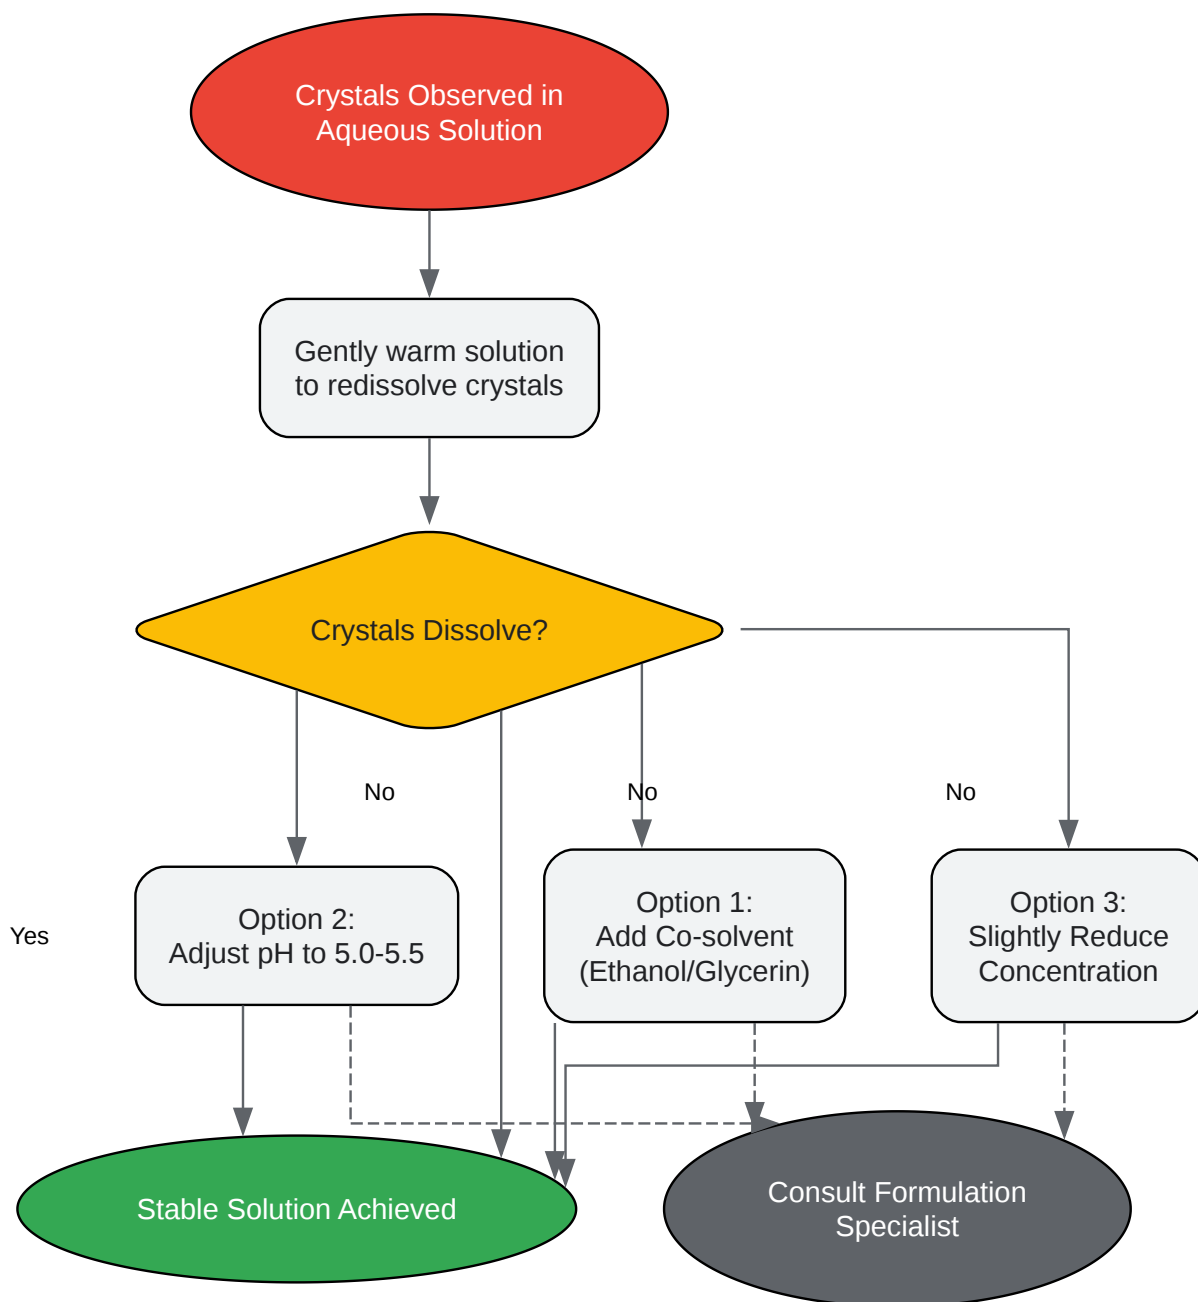 Crystals Observed in
Aqueous Solution
Gently warm solution
to redissolve crystals
Crystals Dissolve?
No
No
No
Yes
Option 2:
Adjust pH to 5.0-5.5
Option 1:
Add Co-solvent
(Ethanol/Glycerin)
Option 3:
Slightly Reduce
Concentration
Stable Solution Achieved
Consult Formulation
Specialist